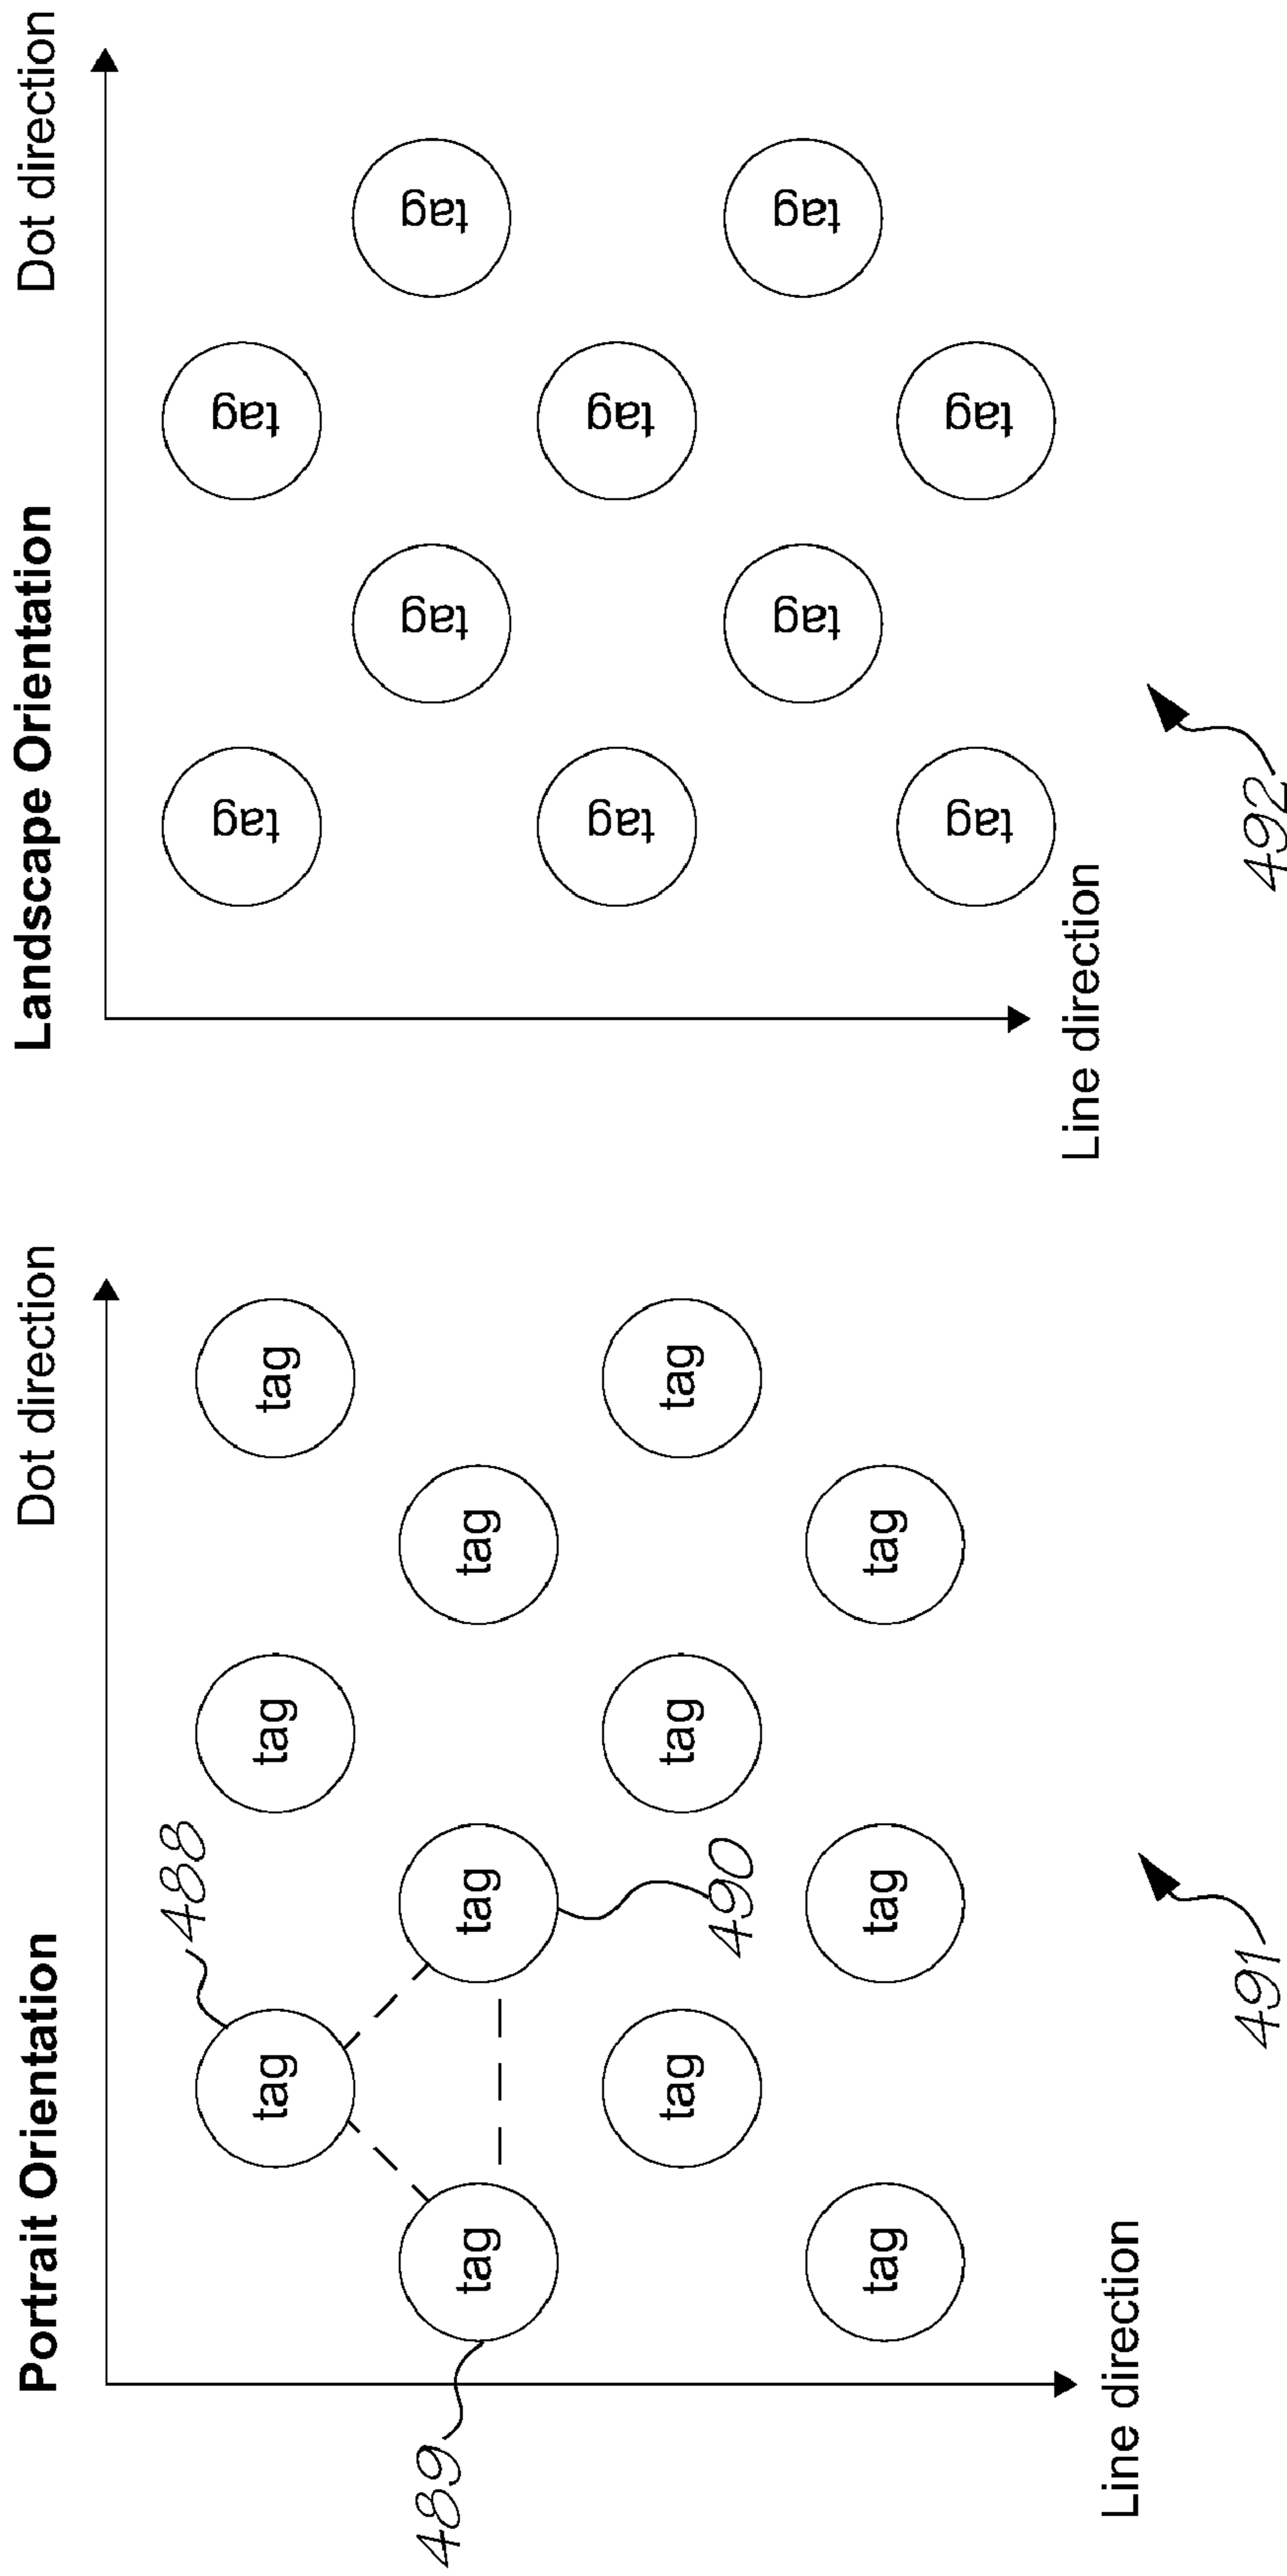 Portrait Orientation
Dot direction
488
tag
tag
tag
489
tag
tag
tag
490
tag
tag
tag
tag
tag
tag
Line direction
491
Landscape Orientation
Dot direction
tag
tag
tag
tag
tag
tag
tag
tag
tag
tag
Line direction
492